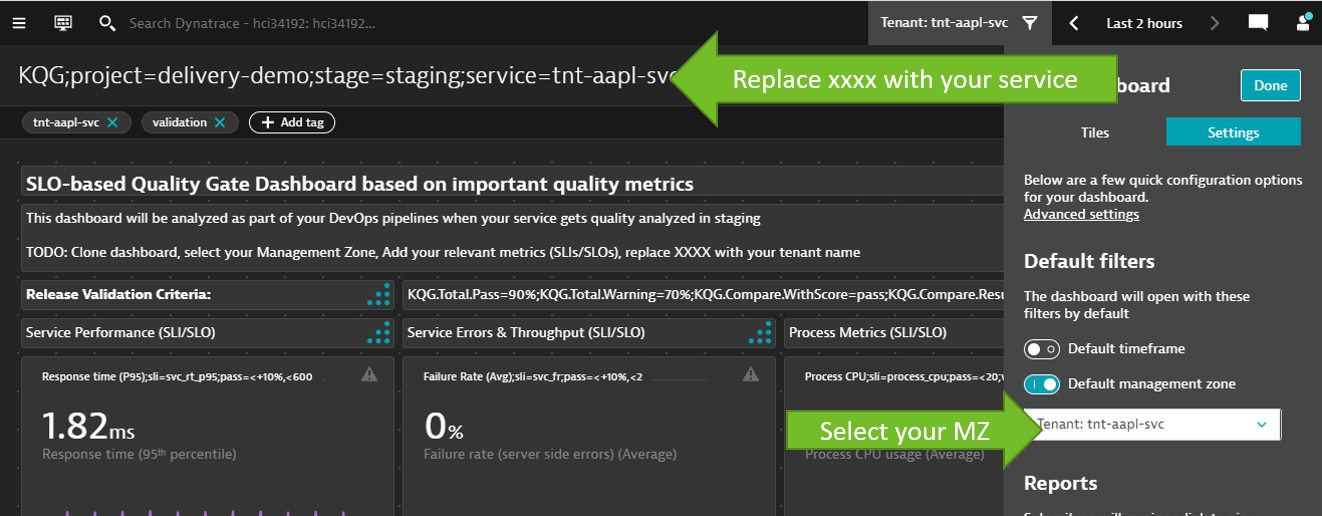 Search Dynatrace - hci34192: hci34192...
Tenant: tnt-aapl-svc
Last 2 hours
KQG;project=delivery-demo;stage=staging;service=tnt-aapl-svc
Replace xxxx with your service
board
Done
tnt-aapl-svc
validation
Add tag
Tiles
Settings
Below are a few quick configuration options
for your dashboard.
Advanced settings
SLO-based Quality Gate Dashboard based on important quality metrics
This dashboard will be analyzed as part of your DevOps pipelines when your service gets quality analyzed in staging
TODO: Clone dashboard, select your Management Zone, Add your relevant metrics (SLIs/SLOs), replace XXXX with your tenant name
Default filters
The dashboard will open with these
filters by default
Release Validation Criteria:
KQG.Total.Pass=90%;KQG.Total.Warning=70%;KQG.Compare.WithScore=pass;KQG.Compare.Resu
Service Performance (SLI/SLO)
Service Errors & Throughput (SLI/SLO)
Process Metrics (SLI/SLO)
Default timeframe
Default management zone
Response time (P95);sli=svc_rt_p95;pass=<+10%,<600
Failure Rate (Avg);sli=svc_fr;pass=<+10%,<2
Process CPU;sli=process_cpu;pass=<20;
1.82ms
Response time (95th percentile)
0%
Failure rate (server side errors) (Average)
Select your MZ
Process CPU usage (Average)
Tenant: tnt-aapl-svc
Reports